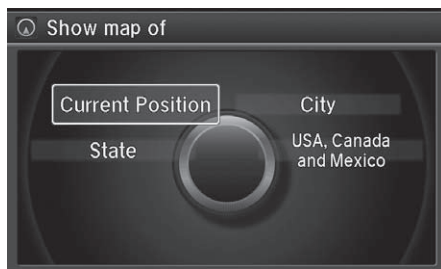 Show map of
Current Position
City
State
USA, Canada
and Mexico